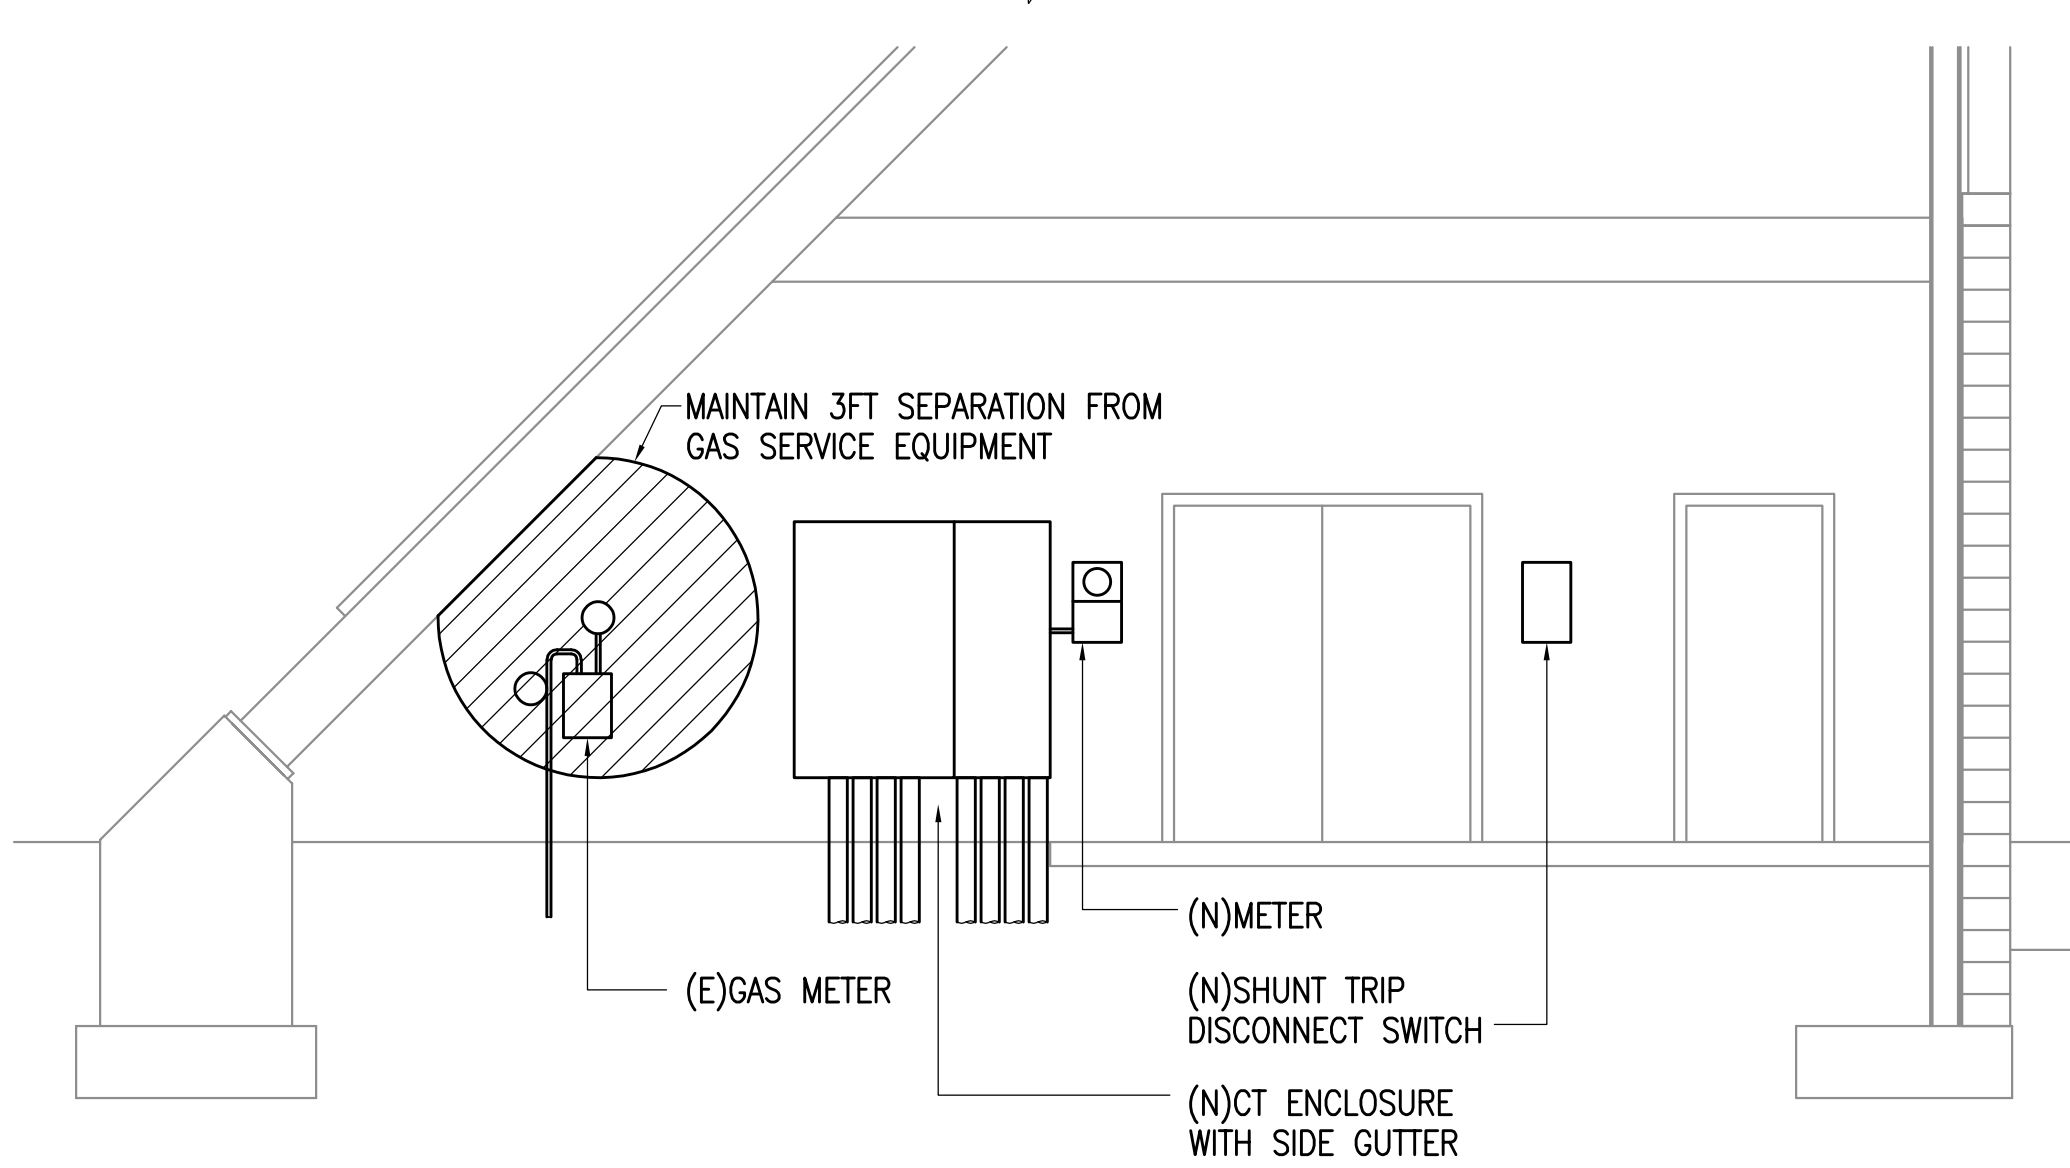 MAINTAIN 3FT SEPARATION FROM
GAS SERVICE EQUIPMENT
(N)METER
(E)GAS METER
(N)SHUNT TRIP
DISCONNECT SWITCH
(N)CT ENCLOSURE
WITH SIDE GUTTER